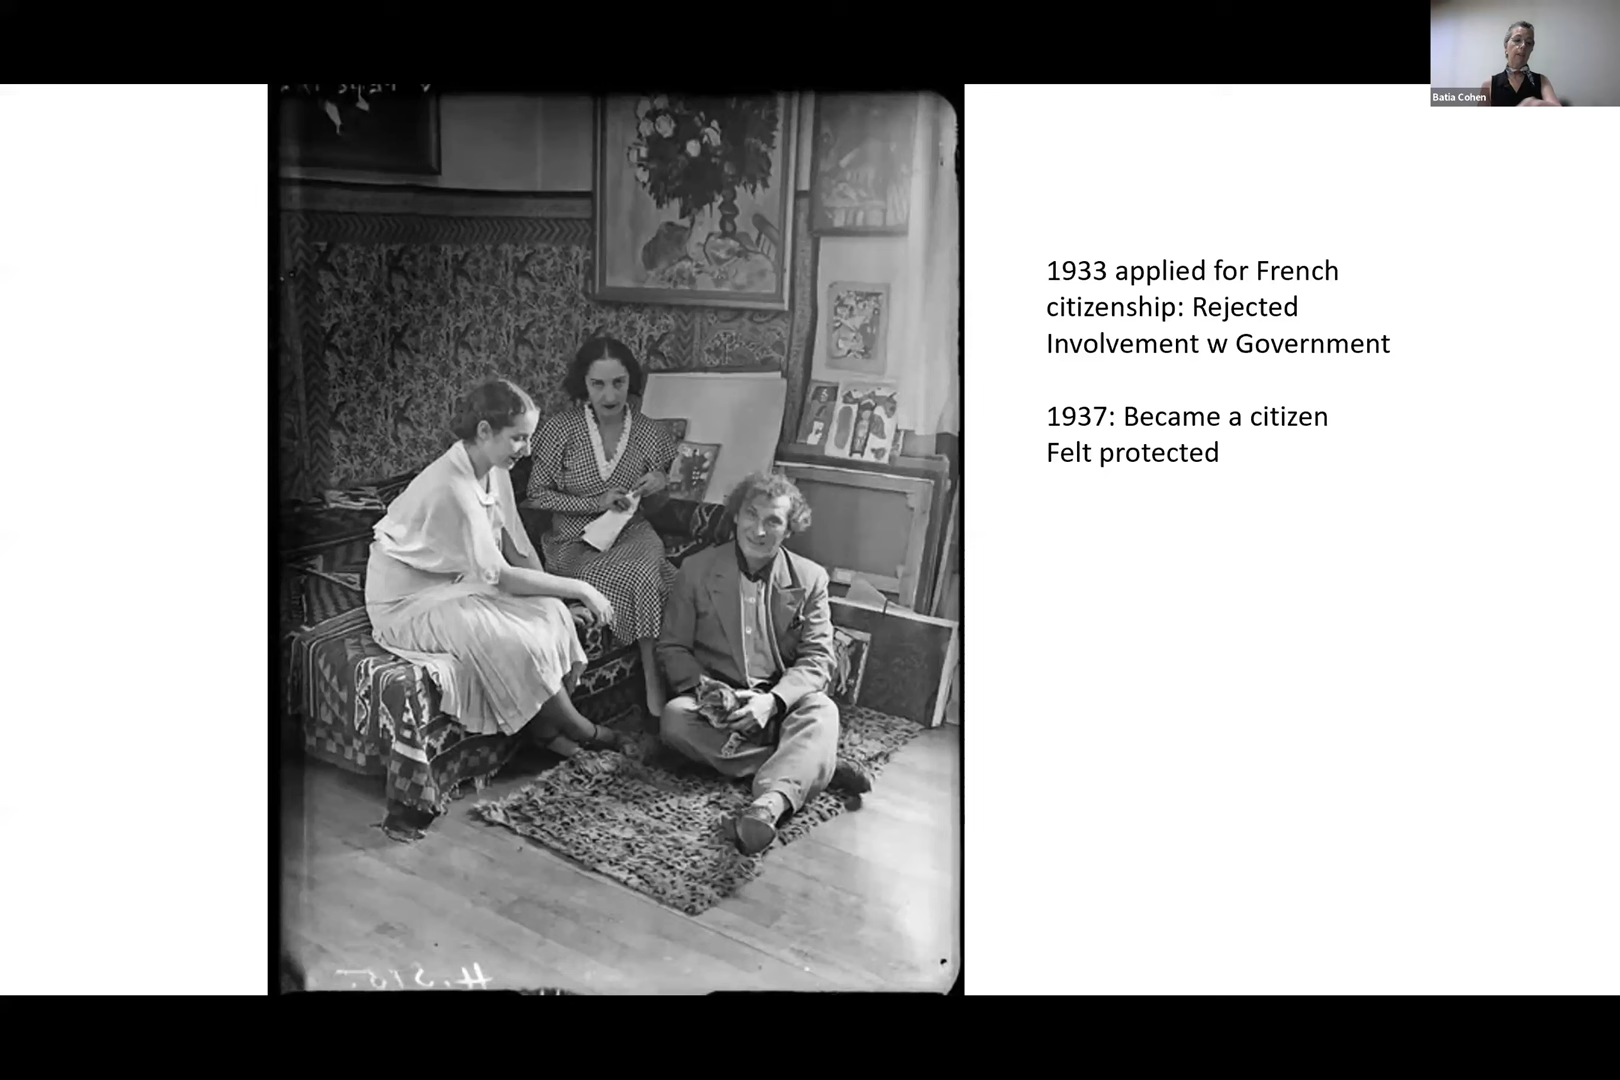 Batia Cohen
1933 applied for French
citizenship: Rejected
Involvement w Government
1937: Became a citizen
Felt protected